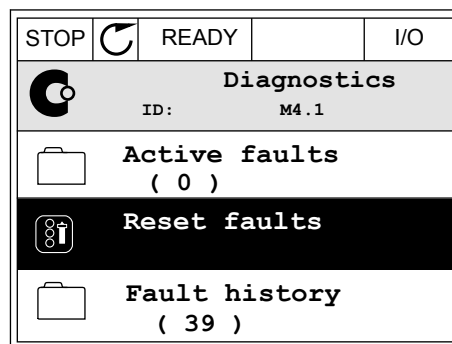 STOP READY I/O
Diagnostics
ID: M4.1
Active faults
( 0 )
Reset faults
Fault history
( 39 )